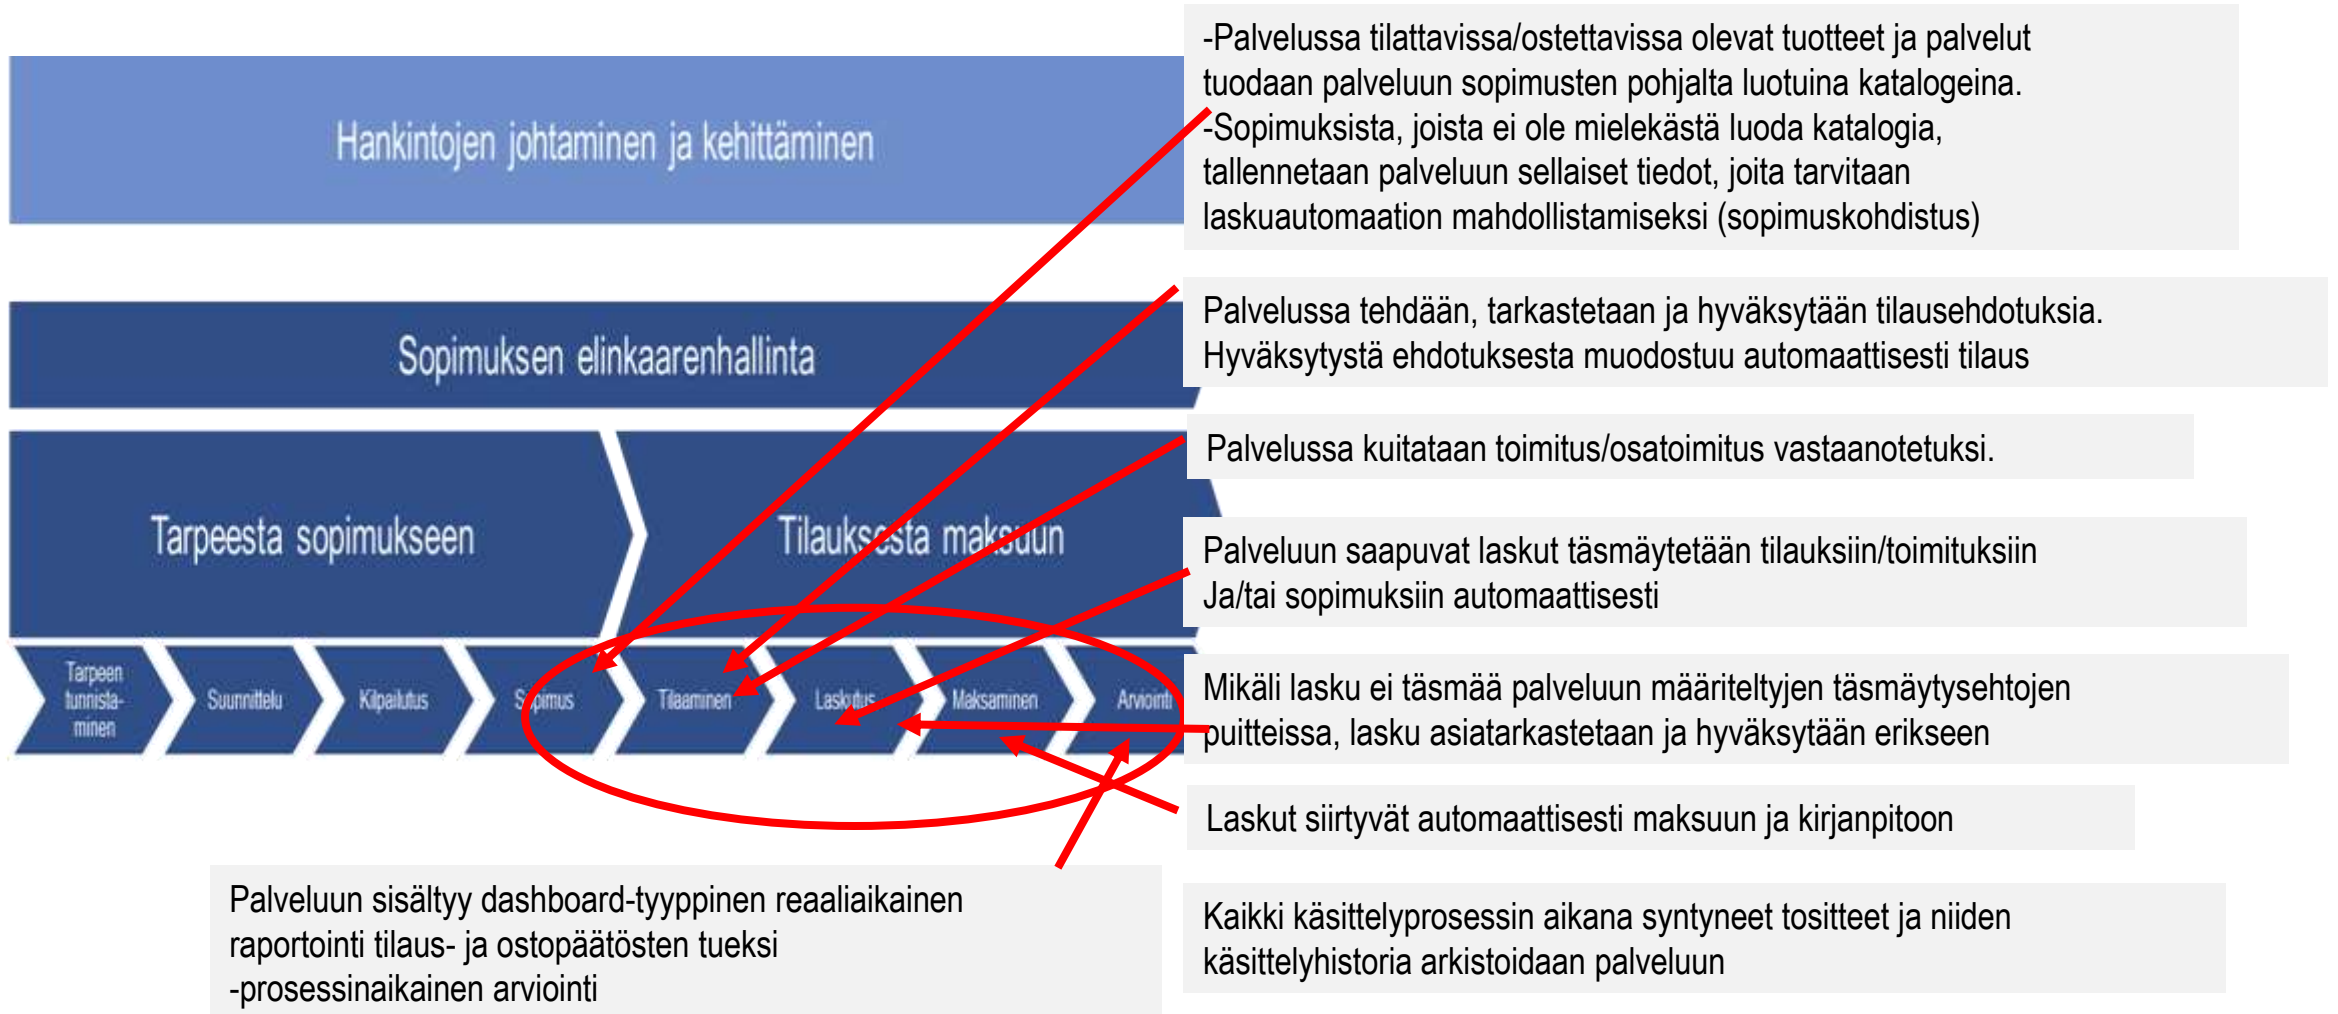 -Palvelussa tilattavissa/ostettavissa olevat tuotteet ja palvelut
tuodaan palveluun sopimusten pohjalta luotuina katalogeina.
-Sopimuksista, joista ei ole mielekästä luoda katalogia,
tallennetaan palveluun sellaiset tiedot, joita tarvitaan
laskuautomaation mahdollistamiseksi (sopimuskohdistus)
Hankintojen johtaminen ja kehittäminen
Palvelussa tehdään, tarkastetaan ja hyväksytään tilausehdotuksia.
Hyväksytystä ehdotuksesta muodostuu automaattisesti tilaus
Sopimuksen elinkaarenhallinta
Palvelussa kuitataan toimitus/osatoimitus vastaanotetuksi.
Tarpeesta sopimukseen
Tilauksesta maksuun
Palveluun saapuvat laskut täsmäytetään tilauksiin/toimituksiin
Ja/tai sopimuksiin automaattisesti
Tarpeen
tunnista-
minen
Suunnittelu
Kilpailutus
Sopimus
Tilaaminen
Laskutus
Maksaminen
Arviointi
Mikäli lasku ei täsmää palveluun määriteltyjen täsmäytysehtojen
puitteissa, lasku asiatarkastetaan ja hyväksytään erikseen
Laskut siirtyvät automaattisesti maksuun ja kirjanpitoon
Palveluun sisältyy dashboard-tyyppinen reaaliaikainen
raportointi tilaus- ja ostopäätösten tueksi
-prosessinaikainen arviointi
Kaikki käsittelyprosessin aikana syntyneet tositteet ja niiden
käsittelyhistoria arkistoidaan palveluun